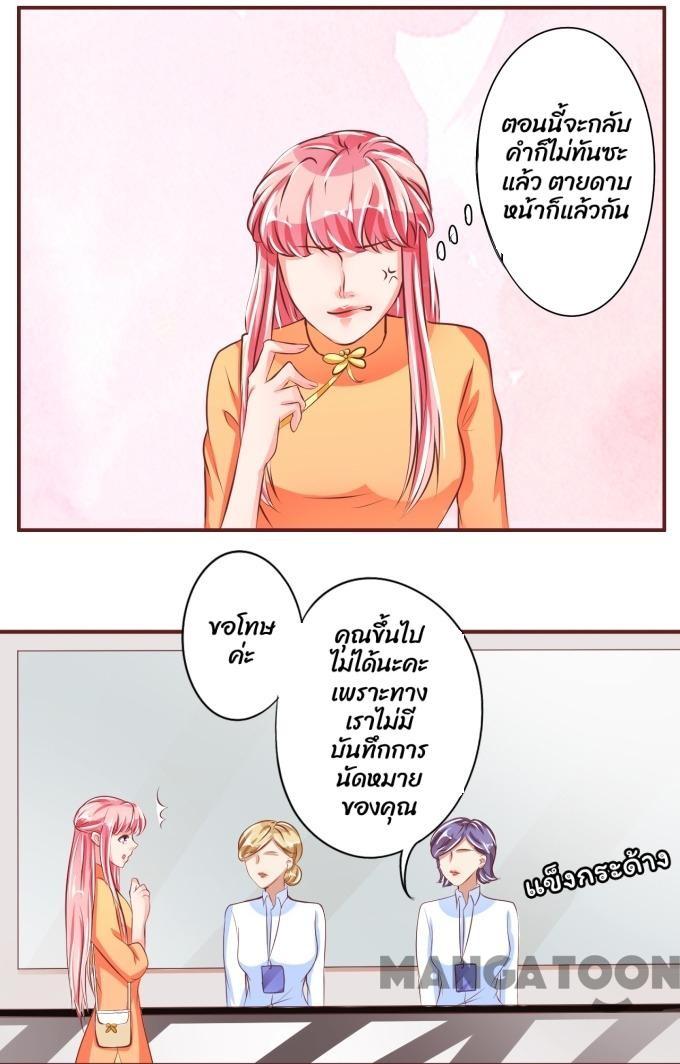 ตอนนี้จะกลับ
คำก็ไม่ทันซะ
แล้ว ตายดาบ
หน้าก็แล้วกัน
ขอโทษ
ค่ะ
คุณขึ้นไป
ไม่ได้นะคะ
เพราะทาง
เราไม่มี
บันทึกการ
นัดหมาย
ของคุณ
แข็งกระด้าง
MANGATOON